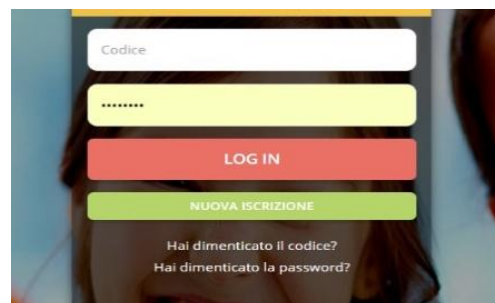 Codice
••••••••
LOG IN
NUOVA ISCRIZIONE
Hai dimenticato il codice?
Hai dimenticato la password?